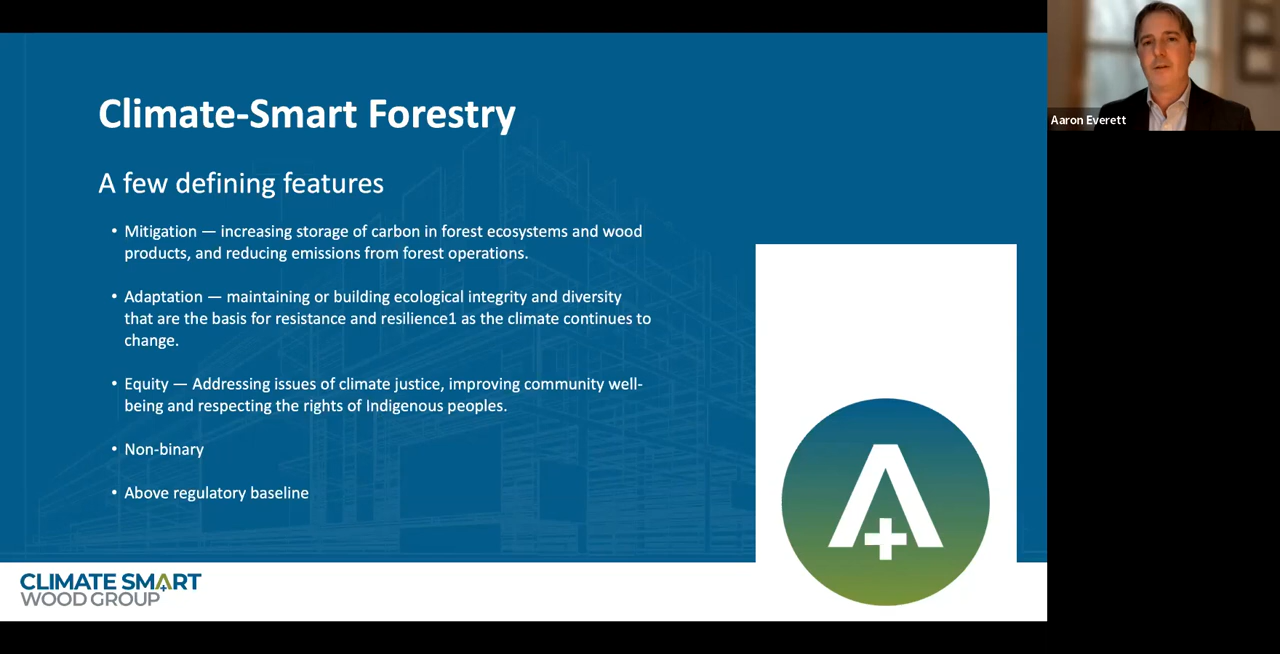 Climate-Smart Forestry
A few defining features
• Mitigation — increasing storage of carbon in forest ecosystems and wood
products, and reducing emissions from forest operations.
• Adaptation — maintaining or building ecological integrity and diversity
that are the basis for resistance and resilience1 as the climate continues to
change.
• Equity — Addressing issues of climate justice, improving community well-
being and respecting the rights of Indigenous peoples.
• Non-binary
• Above regulatory baseline
A+
CLIMATE SMART
WOOD GROUP
Aaron Everett